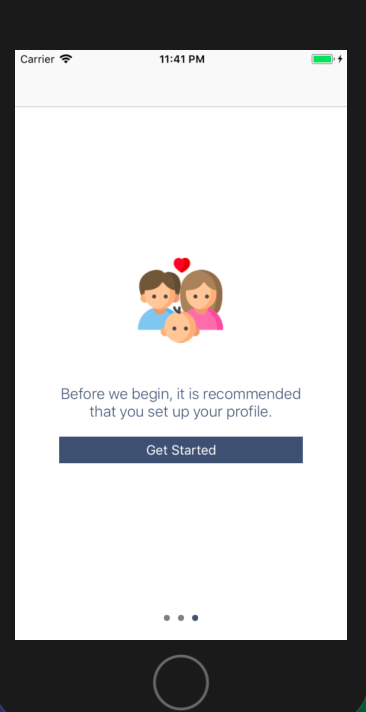 Carrier 11:41 PM
Before we begin, it is recommended
that you set up your profile.
Get Started